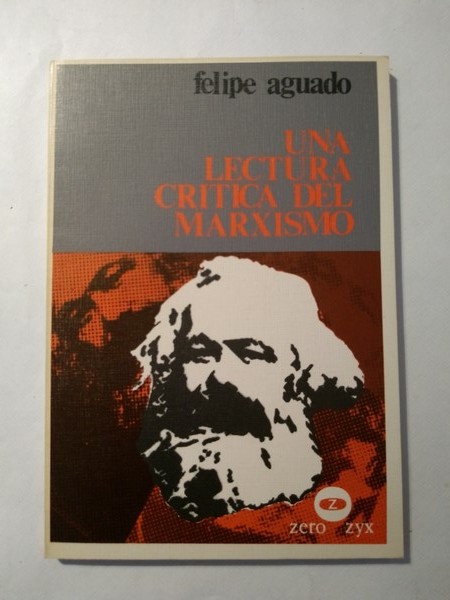 felipe aguado
UNA
LECTURA
CRITICA DEL
MARXISMO
z
zero zyx